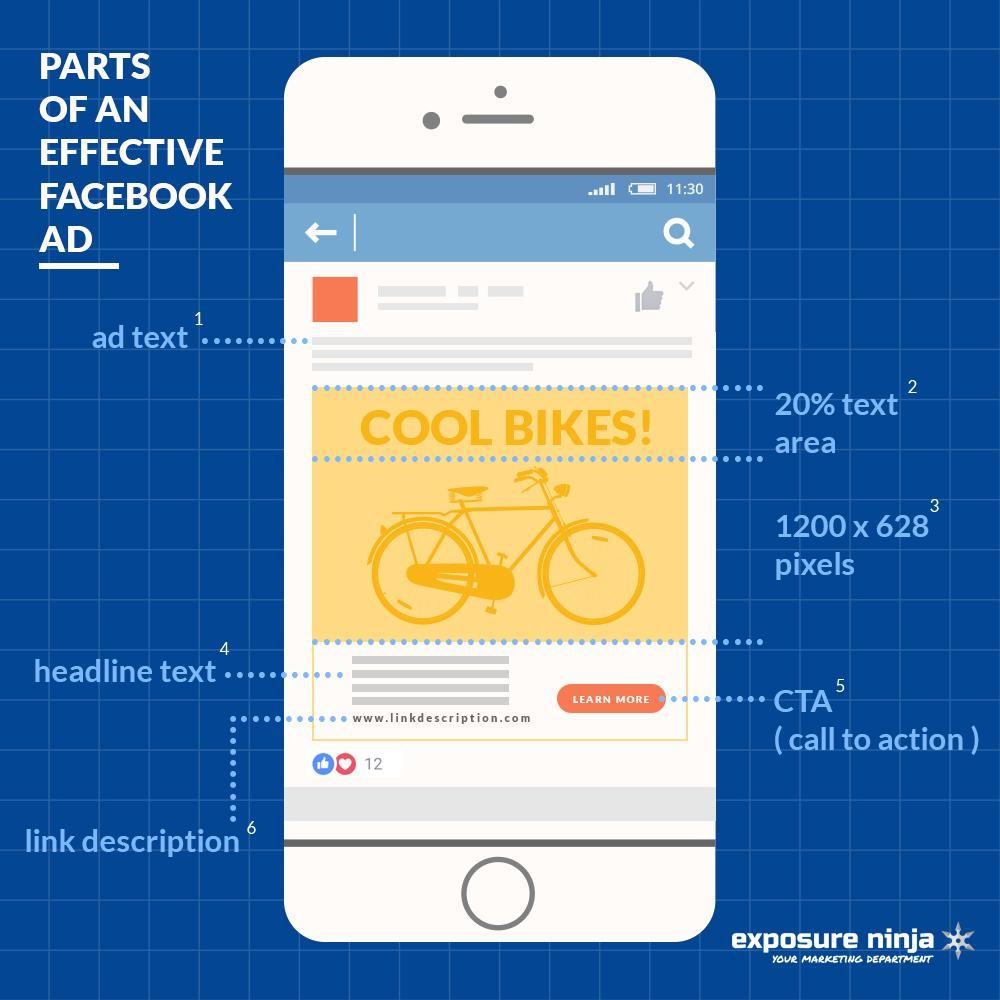 PARTS
OF AN
EFFECTIVE
FACEBOOK
AD
11:30
ad text 1
20% text 2
area
COOL BIKES!
1200 x 628 3
pixels
headline text 4
LEARN MORE
CTA 5
( call to action )
www.linkdescription.com
12
link description 6
exposure ninja
YOUR MARKETING DEPARTMENT